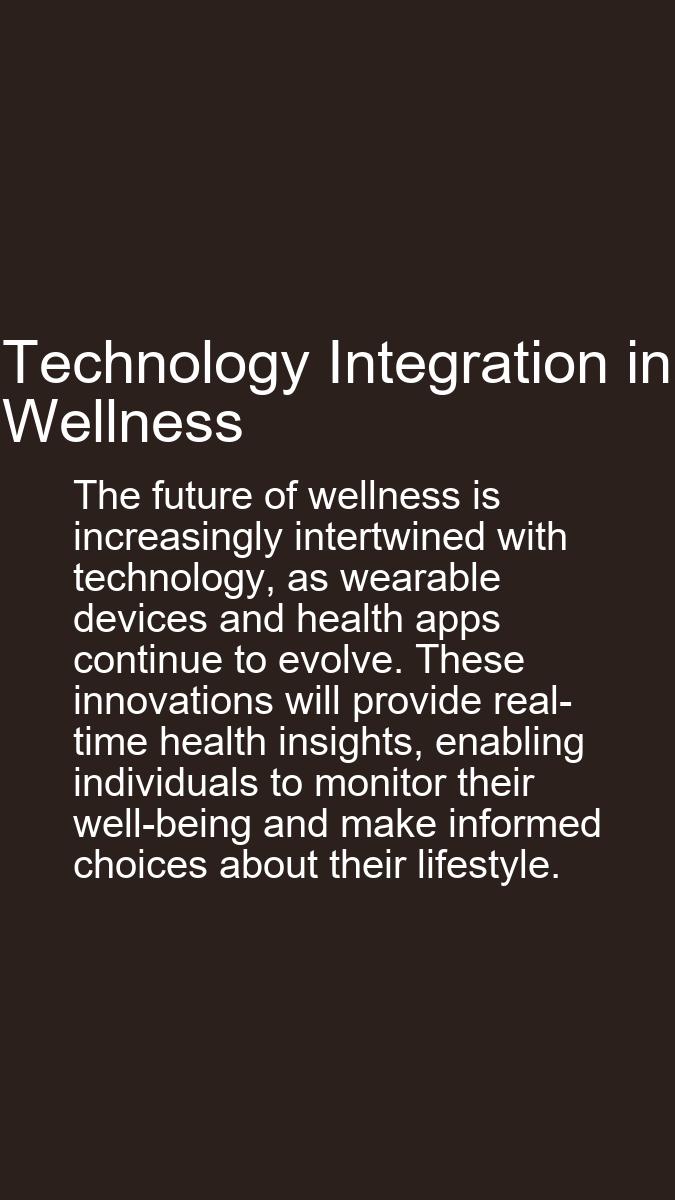 Technology Integration in
Wellness
The future of wellness is
increasingly intertwined with
technology, as wearable
devices and health apps
continue to evolve. These
innovations will provide real-
time health insights, enabling
individuals to monitor their
well-being and make informed
choices about their lifestyle.